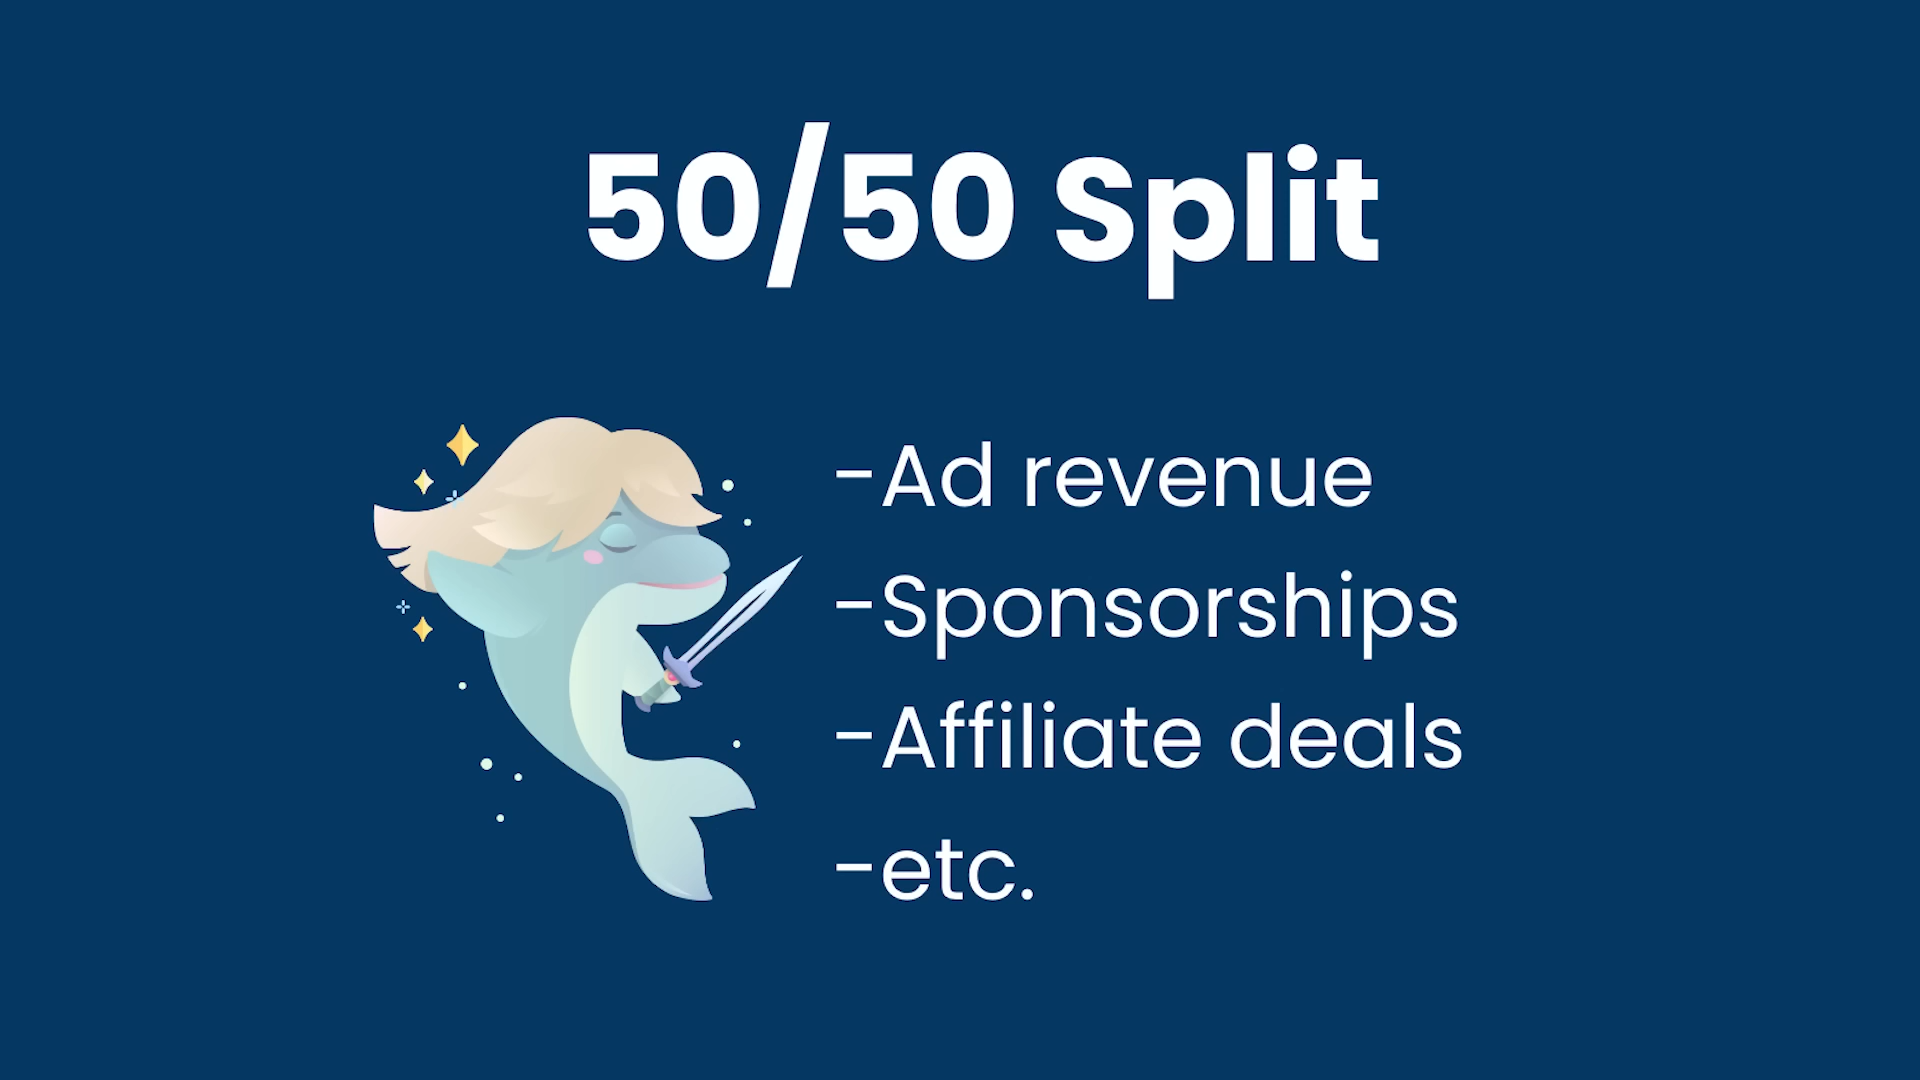 50/50 Split
-Ad revenue
-Sponsorships
-Affiliate deals
-etc.